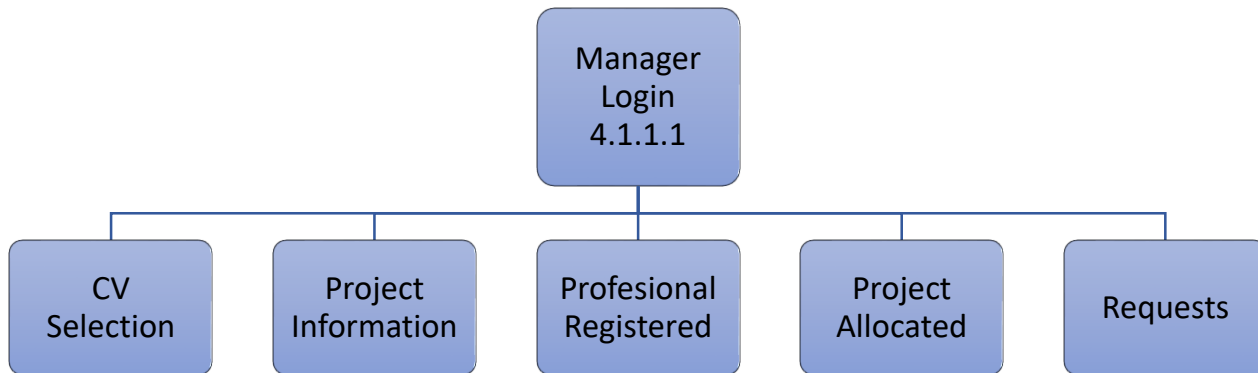 Manager
Login
4.1.1.1
CV
Selection
Project
Information
Profesional
Registered
Project
Allocated
Requests